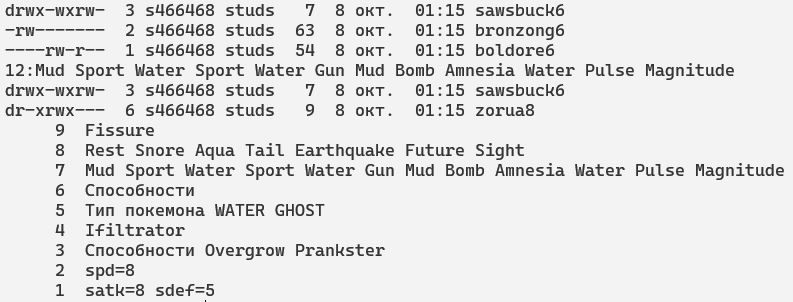 drwx-wxrw-  3 s466468 studs   7  8 окт.  01:15 sawsbuck6
-rw-------  2 s466468 studs  63  8 окт.  01:15 bronzong6
----rw-r--  1 s466468 studs  54  8 окт.  01:15 boldore6
12:Mud Sport Water Sport Water Gun Mud Bomb Amnesia Water Pulse Magnitude
drwx-wxrw-  3 s466468 studs   7  8 окт.  01:15 sawsbuck6
dr-xrwx---  6 s466468 studs   9  8 окт.  01:15 zorua8
     9  Fissure
     8  Rest Snore Aqua Tail Earthquake Future Sight
     7  Mud Sport Water Sport Water Gun Mud Bomb Amnesia Water Pulse Magnitude
     6  Способности
     5  Тип покемона WATER GHOST
     4  Ifiltrator
     3  Способности Overgrow Prankster
     2  spd=8
     1  satk=8 sdef=5